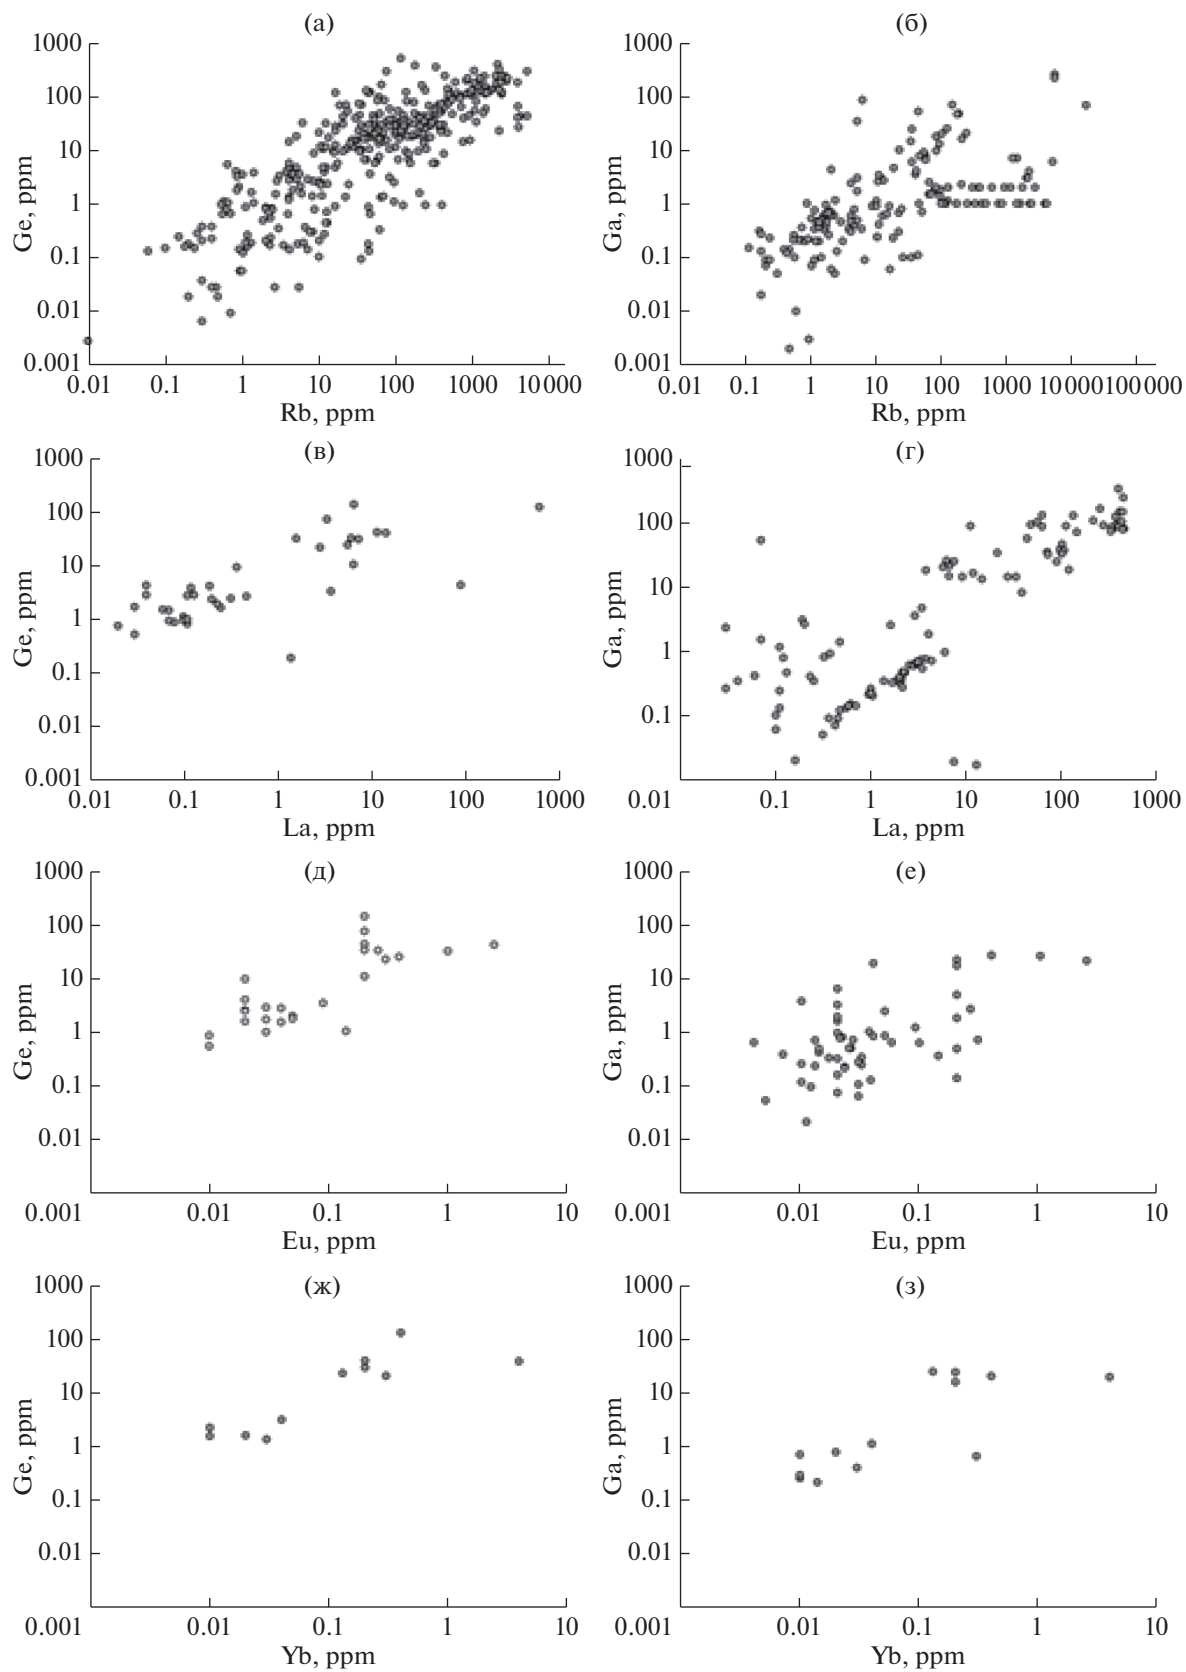 (а)
1000
100
10
1
0.1
0.01
0.001
Ge, ppm
0.01 0.1 1 10 100 1000 10000
Rb, ppm
(б)
1000
100
10
1
0.1
0.01
0.001
Ga, ppm
0.01 0.1 1 10 100 1000 10000 100000
Rb, ppm
(в)
1000
100
10
1
0.1
0.01
0.001
Ge, ppm
0.01 0.1 1 10 100 1000
La, ppm
(г)
1000
100
10
1
0.1
0.01
Ga, ppm
0.1 1 10 100 1000
La, ppm
(д)
1000
100
10
1
0.1
0.01
0.001
Ge, ppm
0.01 0.1 1 10
Eu, ppm
(е)
1000
100
10
1
0.1
0.01
0.001
Ga, ppm
0.01 0.1 1 10
Eu, ppm
(ж)
1000
100
10
1
0.1
0.01
0.001
Ge, ppm
0.01 0.1 1 10
Yb, ppm
(з)
1000
100
10
1
0.1
0.01
0.001
Ga, ppm
0.01 0.1 1 10
Yb, ppm